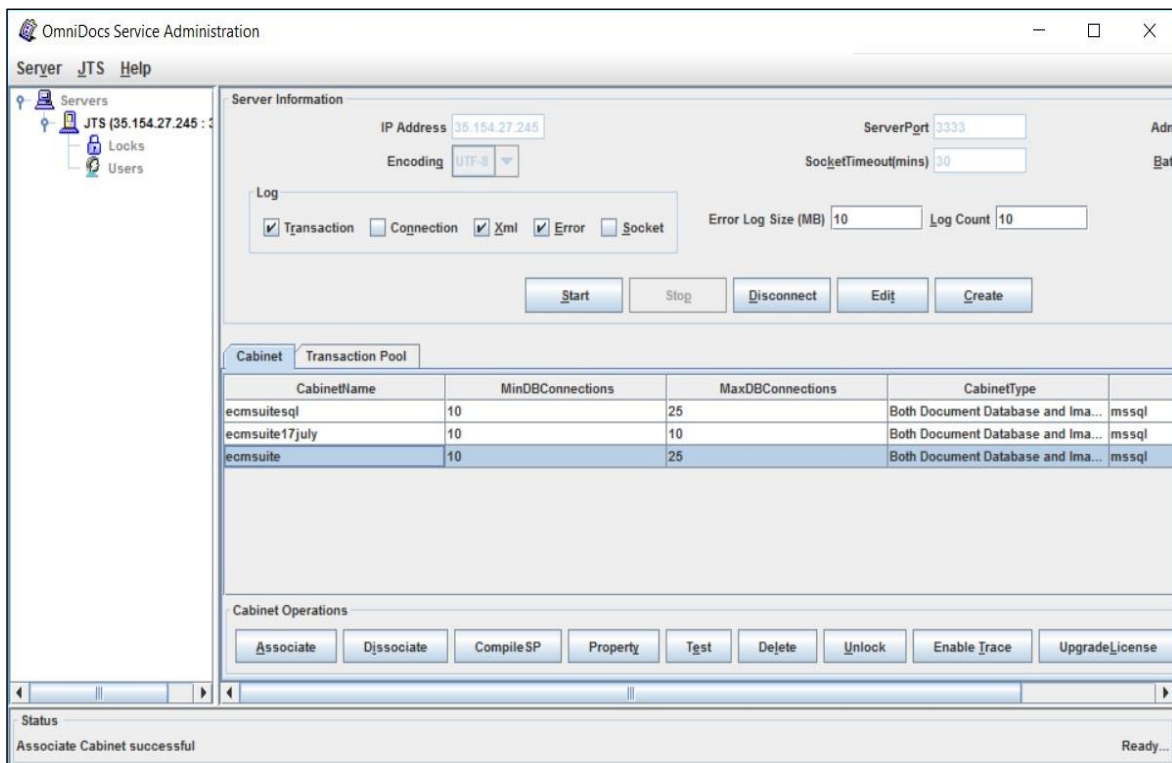 OmniDocs Service Administration
Server JTS Help
Servers
JTS (35.154.27.245 : 3
Locks
Users
Server Information
IP Address 35.154.27.245 ServerPort 3333 Adm
Encoding UTF-8 SocketTimeout(mins) 30 Bat
Log
Transaction Connection Xml Error Socket Error Log Size (MB) 10 Log Count 10
Start Stop Disconnect Edit Create
Cabinet Transaction Pool
CabinetName MinDBConnections MaxDBConnections CabinetType
ecmsuitesql 10 25 Both Document Database and Ima... mssql
ecmsuite17july 10 10 Both Document Database and Ima... mssql
ecmsuite 10 25 Both Document Database and Ima... mssql
Cabinet Operations
Associate Dissociate CompileSP Property Test Delete Unlock Enable Trace UpgradeLicense
Status
Associate Cabinet successful Ready...